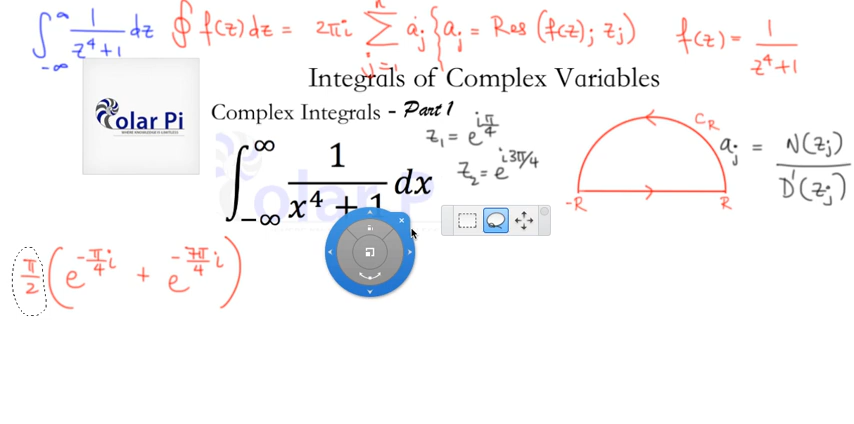 ∫_{-∞}^{∞} 1/(z⁴+1) dz ∮ f(z)dz = 2πi ∑_{j=1}^{n} a_j { a_j = Res (f(z); z_j) f(z) = 1/(z⁴+1)
Integrals of Complex Variables
olar Pi
Complex Integrals - Part 1
z₁ = e^{iπ/4}
z₂ = e^{i3π/4}
∫_{-∞}^{∞} 1/(x⁴ + 1) dx
C_R
-R R
a_j = N(z_j)/D'(z_j)
π/2 (e^{-π/4 i} + e^{-7π/4 i})